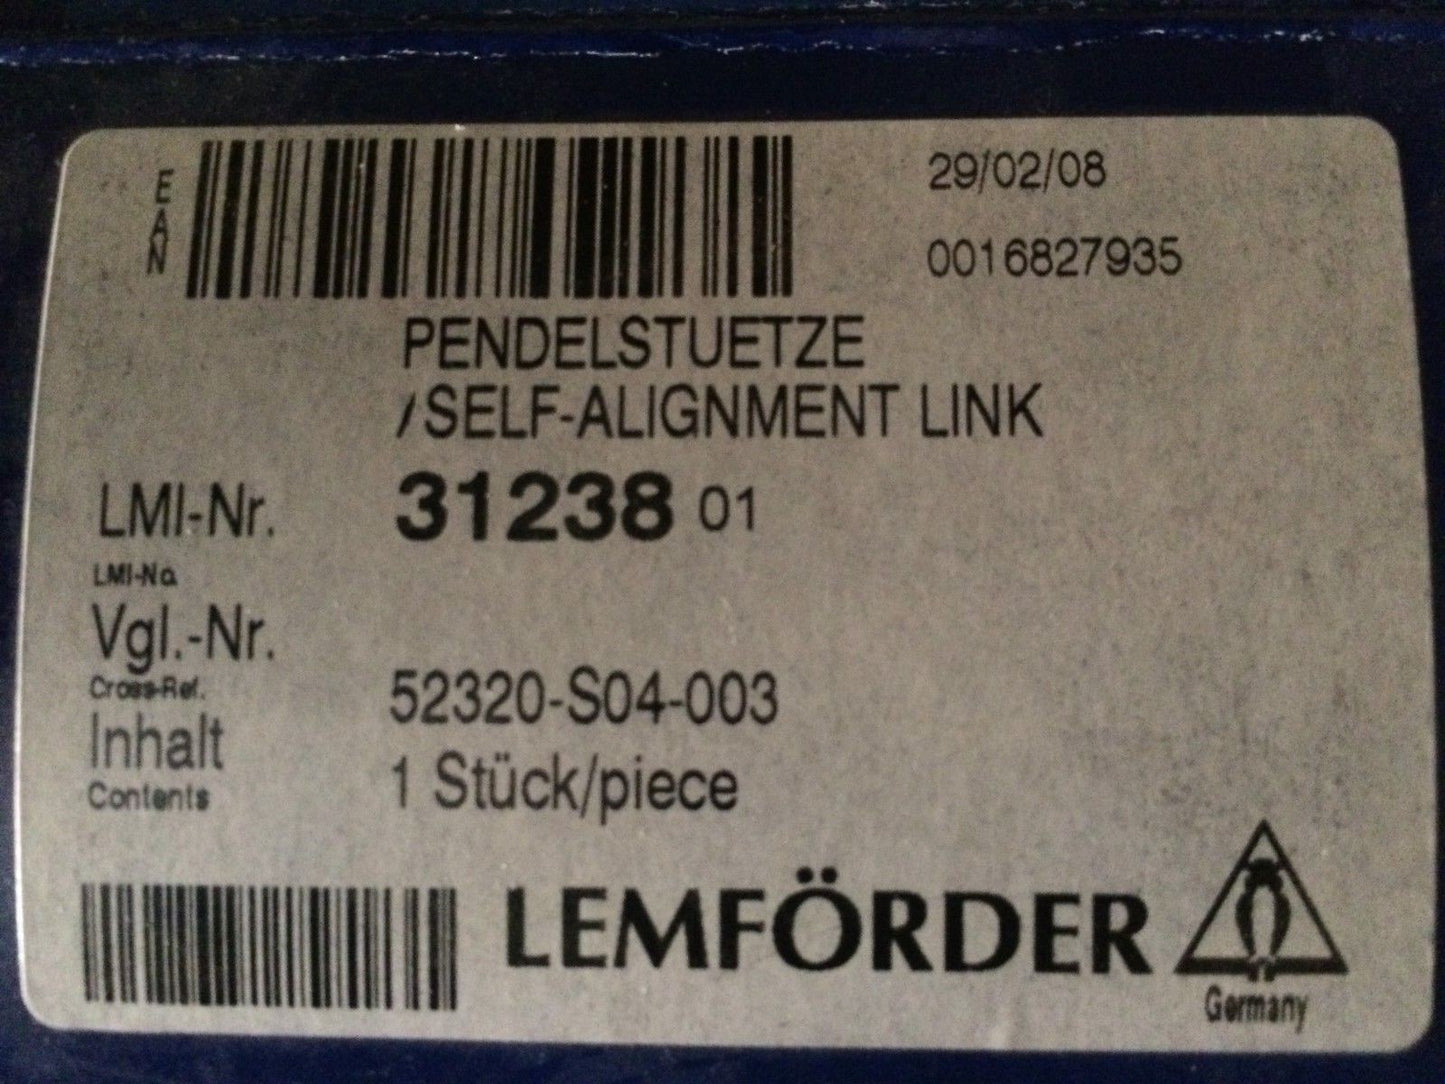 EAN
29/02/08
0016827935
PENDELSTUETZE
/SELF-ALIGNMENT LINK
LMI-Nr. 31238 01
LMI-No.
Vgl.-Nr.
Cross-Ref. 52320-S04-003
Inhalt
Contents 1 Stück/piece
LEMFÖRDER
Germany